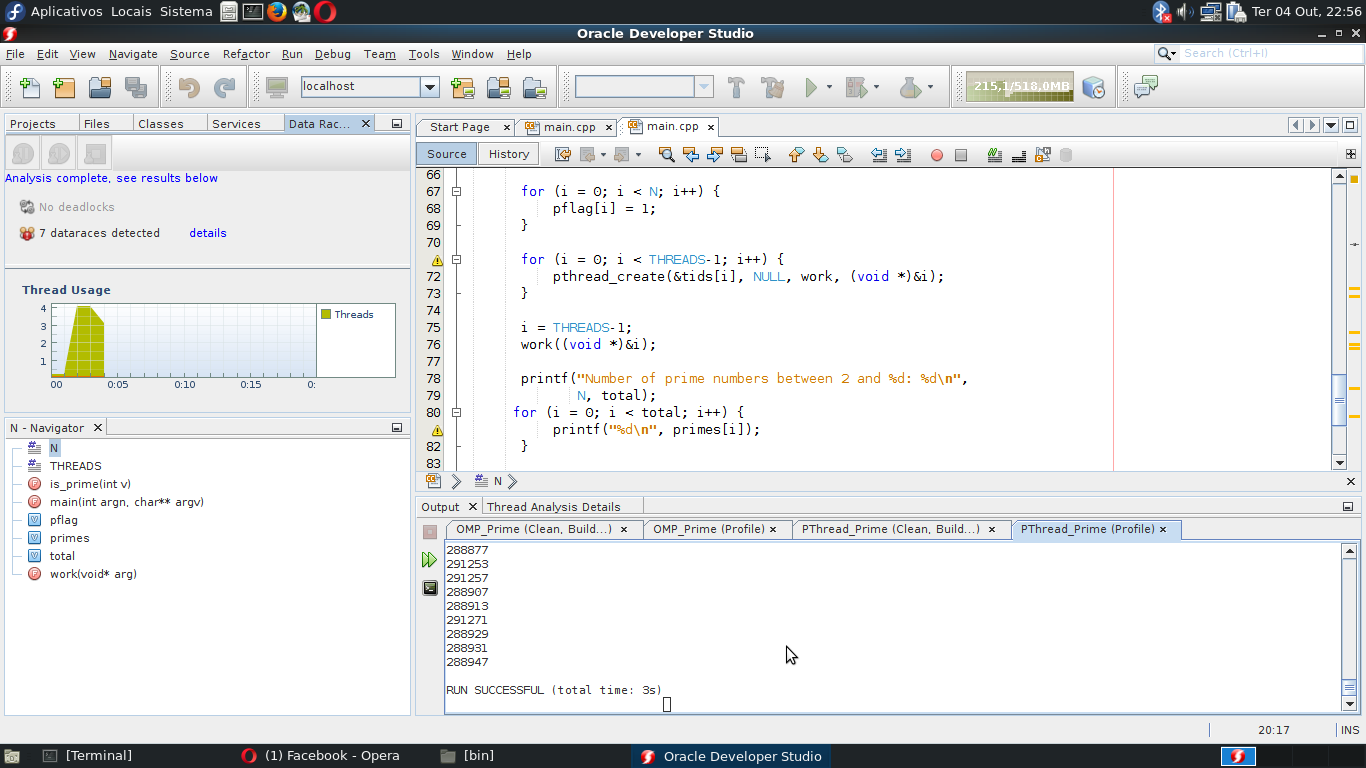 Aplicativos Locais Sistema
Ter 04 Out, 22:56
Oracle Developer Studio
File Edit View Navigate Source Refactor Run Debug Team Tools Window Help
Search (Ctrl+I)
localhost
215,1/518,0MB
Projects Files Classes Services Data Rac...
Analysis complete, see results below
No deadlocks
7 dataraces detected details
Thread Usage
4
3
2
1
00 0:05 0:10 0:15 0:
Threads
N - Navigator
N
THREADS
is_prime(int v)
main(int argn, char** argv)
pflag
primes
total
work(void* arg)
Start Page main.cpp main.cpp
Source History
66
67 for (i = 0; i < N; i++) {
68 pflag[i] = 1;
69 }
70
for (i = 0; i < THREADS-1; i++) {
72 pthread_create(&tids[i], NULL, work, (void *)&i);
73 }
74
75 i = THREADS-1;
76 work((void *)&i);
77
78 printf("Number of prime numbers between 2 and %d: %d\n",
79 N, total);
80 for (i = 0; i < total; i++) {
printf("%d\n", primes[i]);
82 }
83
N
Output Thread Analysis Details
OMP_Prime (Clean, Build...) OMP_Prime (Profile) PThread_Prime (Clean, Build...) PThread_Prime (Profile)
288877
291253
291257
288907
288913
291271
288929
288931
288947
RUN SUCCESSFUL (total time: 3s)
20:17 INS
[Terminal] (1) Facebook - Opera [bin] Oracle Developer Studio